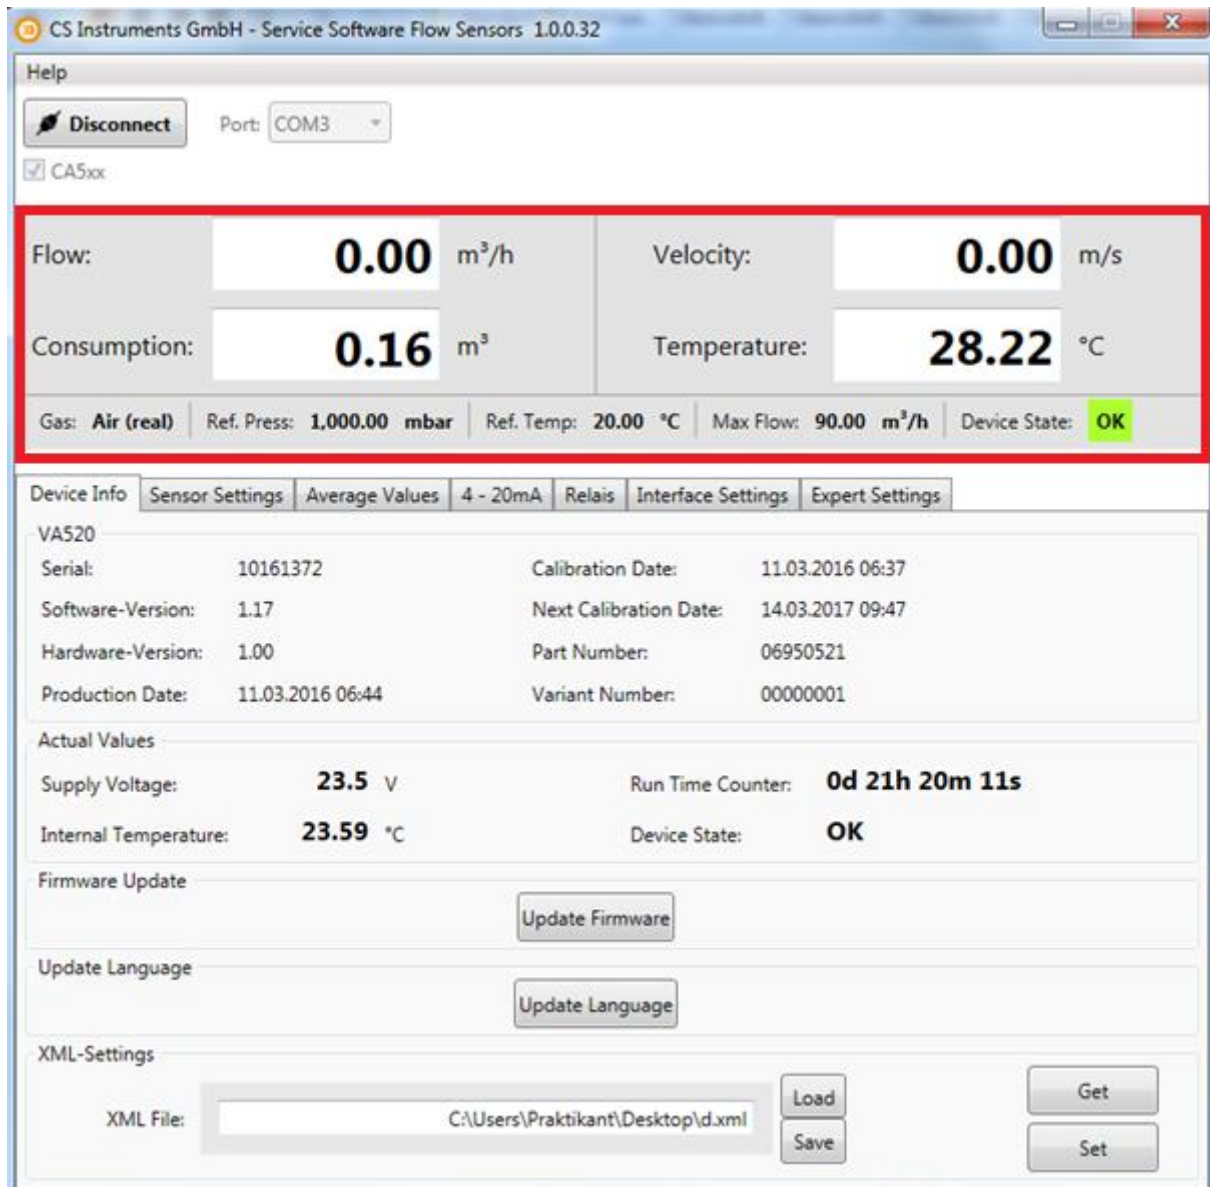 CS Instruments GmbH - Service Software Flow Sensors 1.0.0.32
Help
Disconnect Port: COM3
CA5xx
Flow: 0.00 m³/h Velocity: 0.00 m/s
Consumption: 0.16 m³ Temperature: 28.22 °C
Gas: Air (real) Ref. Press: 1,000.00 mbar Ref. Temp: 20.00 °C Max Flow: 90.00 m³/h Device State: OK
Device Info Sensor Settings Average Values 4 - 20mA Relais Interface Settings Expert Settings
VA520
Serial: 10161372 Calibration Date: 11.03.2016 06:37
Software-Version: 1.17 Next Calibration Date: 14.03.2017 09:47
Hardware-Version: 1.00 Part Number: 06950521
Production Date: 11.03.2016 06:44 Variant Number: 00000001
Actual Values
Supply Voltage: 23.5 V Run Time Counter: 0d 21h 20m 11s
Internal Temperature: 23.59 °C Device State: OK
Firmware Update
Update Firmware
Update Language
Update Language
XML-Settings
XML File: C:\Users\Praktikant\Desktop\d.xml Load Get
Save Set